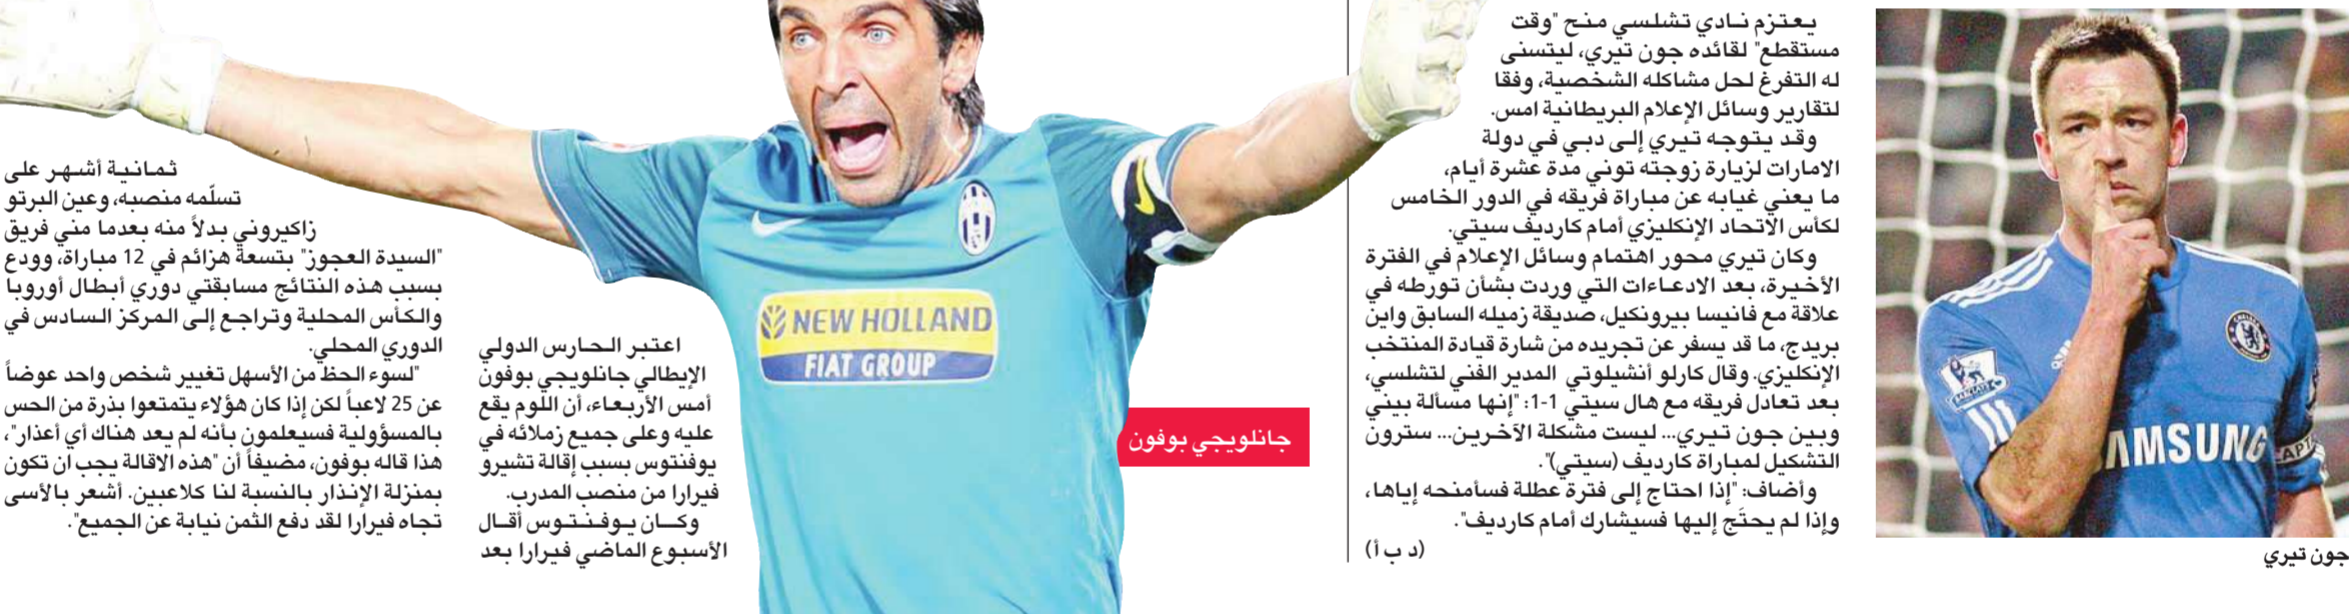 يعتزم نادي تشلسي منح "وقت
مستقطع" لقائده جون تيري، ليتسنى
له التفرغ لحل مشاكله الشخصية، وفقا
لتقارير وسائل الإعلام البريطانية امس.
وقد يتوجه تيري إلى دبي في دولة
الامارات لزيارة زوجته توني مدة عشرة أيام،
ما يعني غيابه عن مباراة فريقه في الدور الخامس
لكأس الاتحاد الإنكليزي أمام كارديف سيتي.
وكان تيري محور اهتمام وسائل الإعلام في الفترة
الأخيرة، بعد الادعاءات التي وردت بشأن تورطه في
علاقة مع فانيسا بيرونكيل، صديقة زميله السابق واين
بريدج، ما قد يسفر عن تجريده من شارة قيادة المنتخب
الإنكليزي. وقال كارلو أنشيلوتي المدير الفني لتشلسي،
بعد تعادل فريقه مع هال سيتي 1-1: "إنها مسألة بيني
وبين جون تيري... ليست مشكلة الآخرين... سترون
التشكيل لمباراة كارديف (سيتي)".
وأضاف: "إذا احتاج إلى فترة عطلة فسأمنحه إياها،
وإذا لم يحتَج إليها فسيشارك أمام كارديف".
(د ب أ)
جون تيري
SAMSUNG
CHELSEA
BARCLAYS
CAPT
NEW HOLLAND
FIAT GROUP
جانلويجي بوفون
اعتبر الحارس الدولي
الإيطالي جانلويجي بوفون
أمس الأربعاء، أن اللوم يقع
عليه وعلى جميع زملائه في
يوفنتوس بسبب إقالة تشيرو
فيرارا من منصب المدرب.
وكان يوفنتوس أقال
الأسبوع الماضي فيرارا بعد
ثمانية أشهر على
تسلّمه منصبه، وعين البرتو
زاكيروني بدلاً منه بعدما مني فريق
"السيدة العجوز" بتسعة هزائم في 12 مباراة، وودع
بسبب هذه النتائج مسابقتي دوري أبطال أوروبا
والكأس المحلية وتراجع إلى المركز السادس في
الدوري المحلي.
"لسوء الحظ من الأسهل تغيير شخص واحد عوضاً
عن 25 لاعباً لكن إذا كان هؤلاء يتمتعوا بذرة من الحس
بالمسؤولية فسيعلمون بأنه لم يعد هناك أي أعذار"،
هذا قاله بوفون، مضيفاً أن "هذه الاقالة يجب ان تكون
بمنزلة الإنذار بالنسبة لنا كلاعبين. أشعر بالأسى
تجاه فيرارا لقد دفع الثمن نيابة عن الجميع".